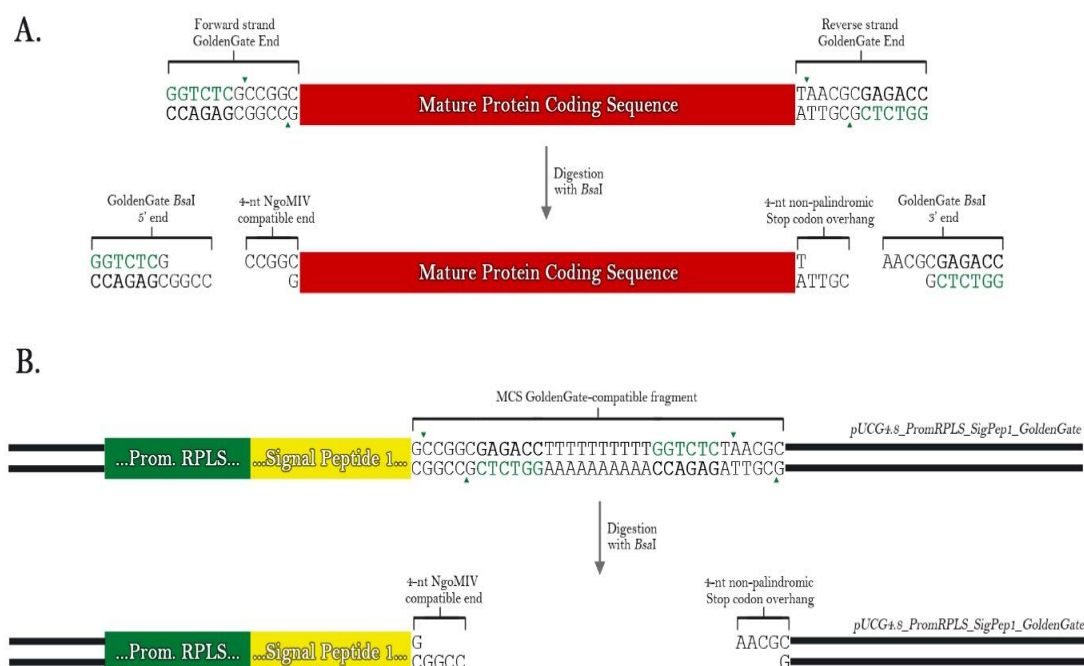 A.
Forward strand
GoldenGate End
Reverse strand
GoldenGate End
GGTCTCGCCGGC
CCAGAGCGGCCG
Mature Protein Coding Sequence
TAACGCGAGACC
ATTGCGCTCTGG
Digestion
with BsaI
GoldenGate BsaI
5' end
4-nt NgoMIV
compatible end
4-nt non-palindromic
Stop codon overhang
GoldenGate BsaI
3' end
GGTCTCG
CCAGAGCGGCC
CCGGC
G
Mature Protein Coding Sequence
T
ATTGC
AACGCGAGACC
GCTCTGG
B.
MCS GoldenGate-compatible fragment
pUCG4.8_PromRPLS_SigPep1_GoldenGate
...Prom. RPLS...
...Signal Peptide 1...
GCCGGCGAGACCTTTTTTTTTTGGTCTCTAACGC
CGGCCGCTCTGGAAAAAAAAAACCAGAGATTGCG
Digestion
with BsaI
4-nt NgoMIV
compatible end
4-nt non-palindromic
Stop codon overhang
pUCG4.8_PromRPLS_SigPep1_GoldenGate
...Prom. RPLS...
...Signal Peptide 1...
G
CGGCC
AACGC
G